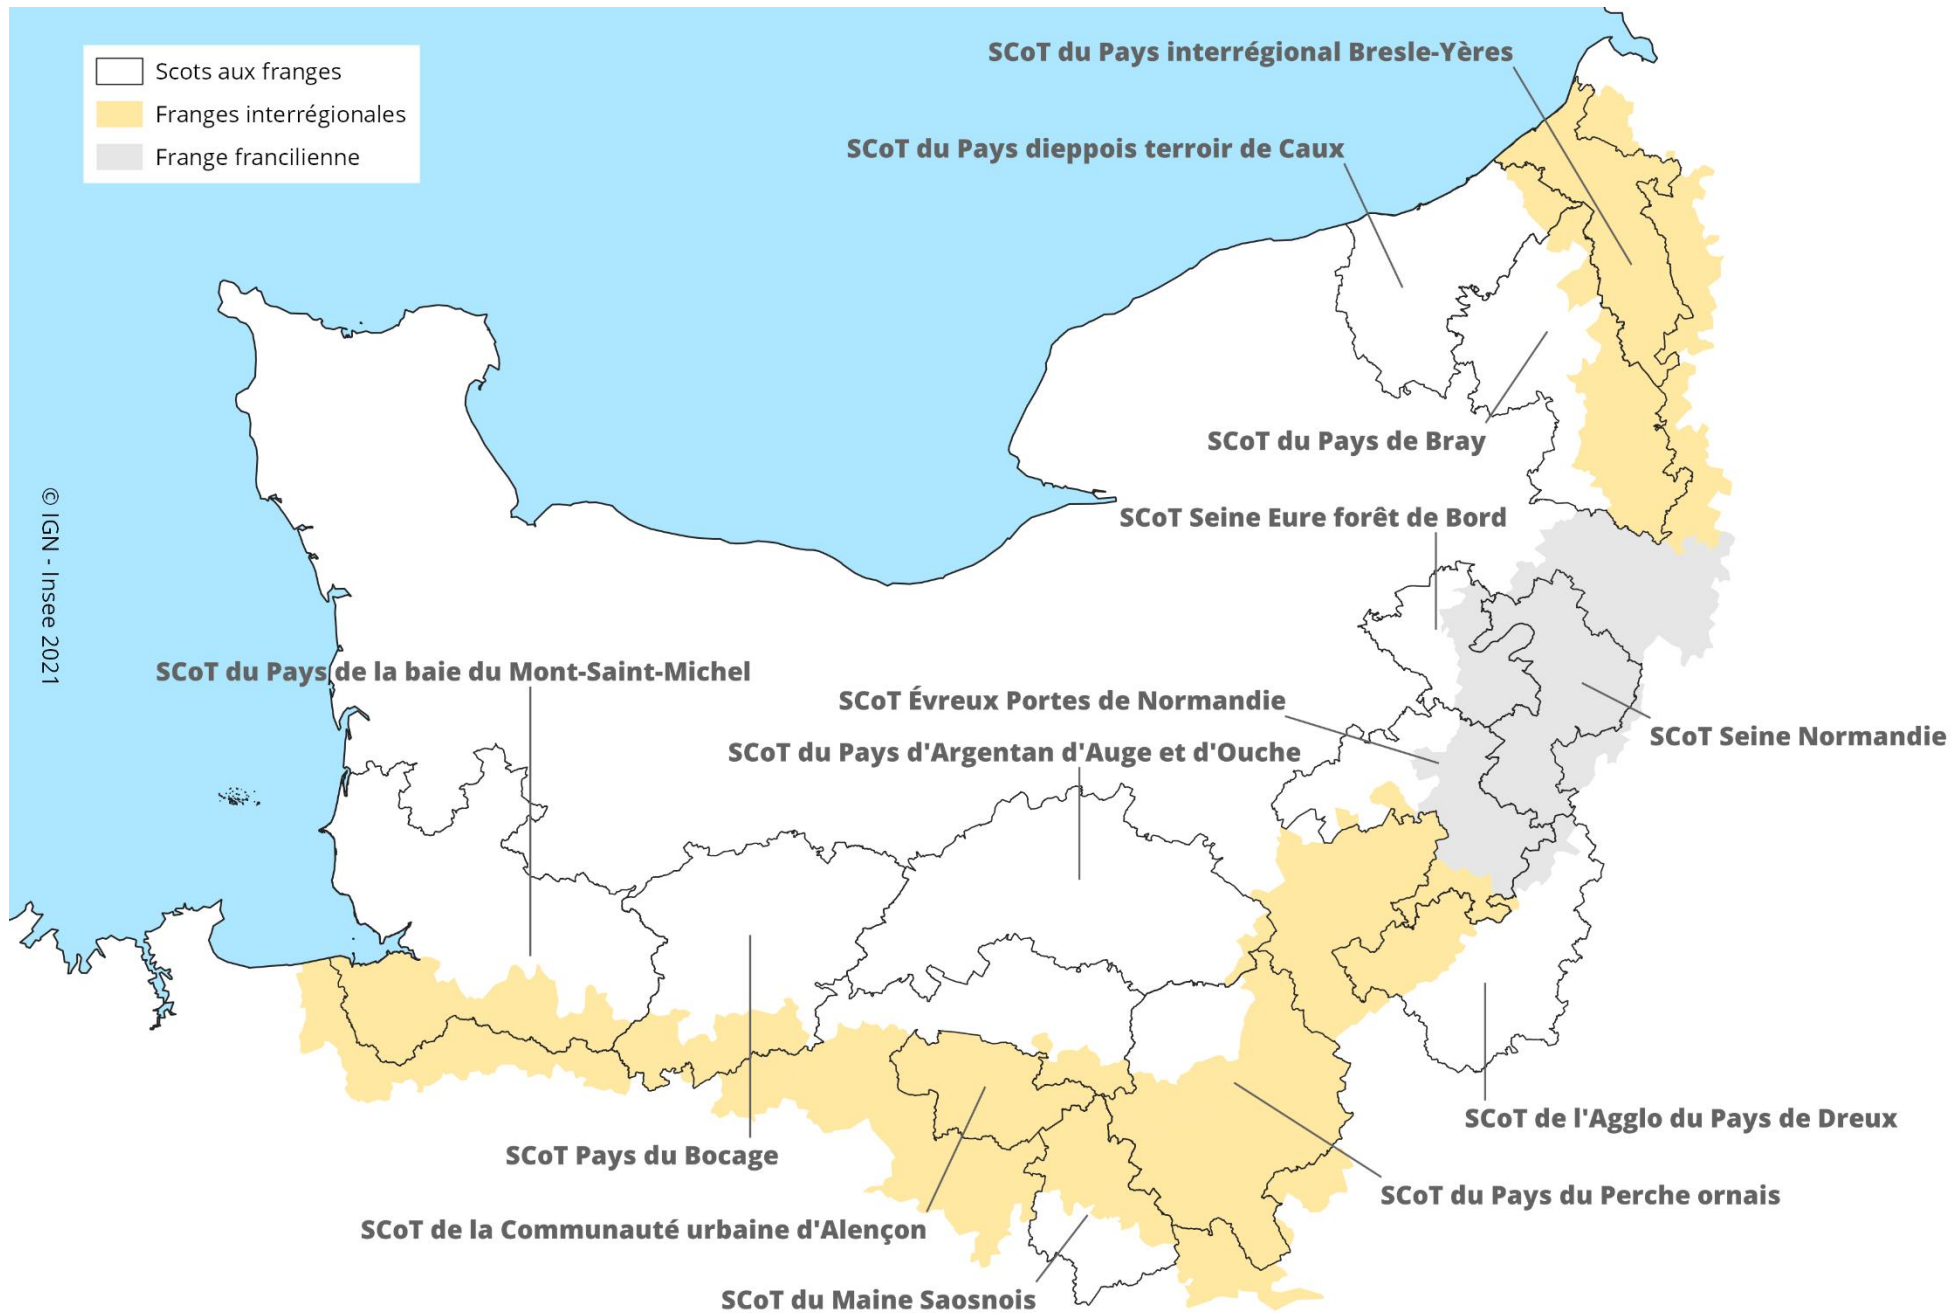 Scots aux franges
Franges interrégionales
Frange francilienne
SCoT du Pays interrégional Bresle-Yères
SCoT du Pays dieppois terroir de Caux
SCoT du Pays de Bray
SCoT Seine Eure forêt de Bord
© IGN - Insee 2021
SCoT du Pays de la baie du Mont-Saint-Michel
SCoT Évreux Portes de Normandie
SCoT Seine Normandie
SCoT du Pays d'Argentan d'Auge et d'Ouche
SCoT de l'Agglo du Pays de Dreux
SCoT Pays du Bocage
SCoT du Pays du Perche ornais
SCoT de la Communauté urbaine d'Alençon
SCoT du Maine Saosnois